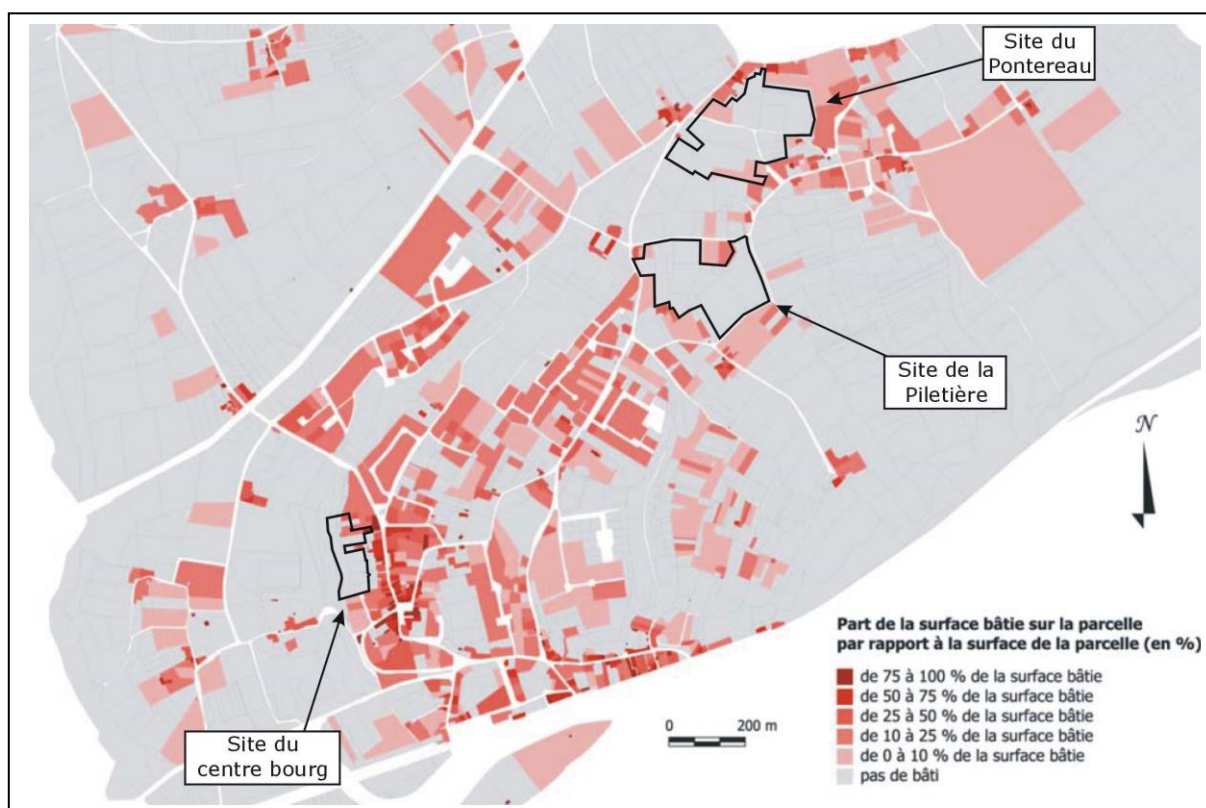 Site du
Pontereau
Site de la
Piletière
N
Part de la surface bâtie sur la parcelle
par rapport à la surface de la parcelle (en %)
de 75 à 100 % de la surface bâtie
de 50 à 75 % de la surface bâtie
de 25 à 50 % de la surface bâtie
de 10 à 25 % de la surface bâtie
de 0 à 10 % de la surface bâtie
pas de bâti
0 200 m
Site du
centre bourg